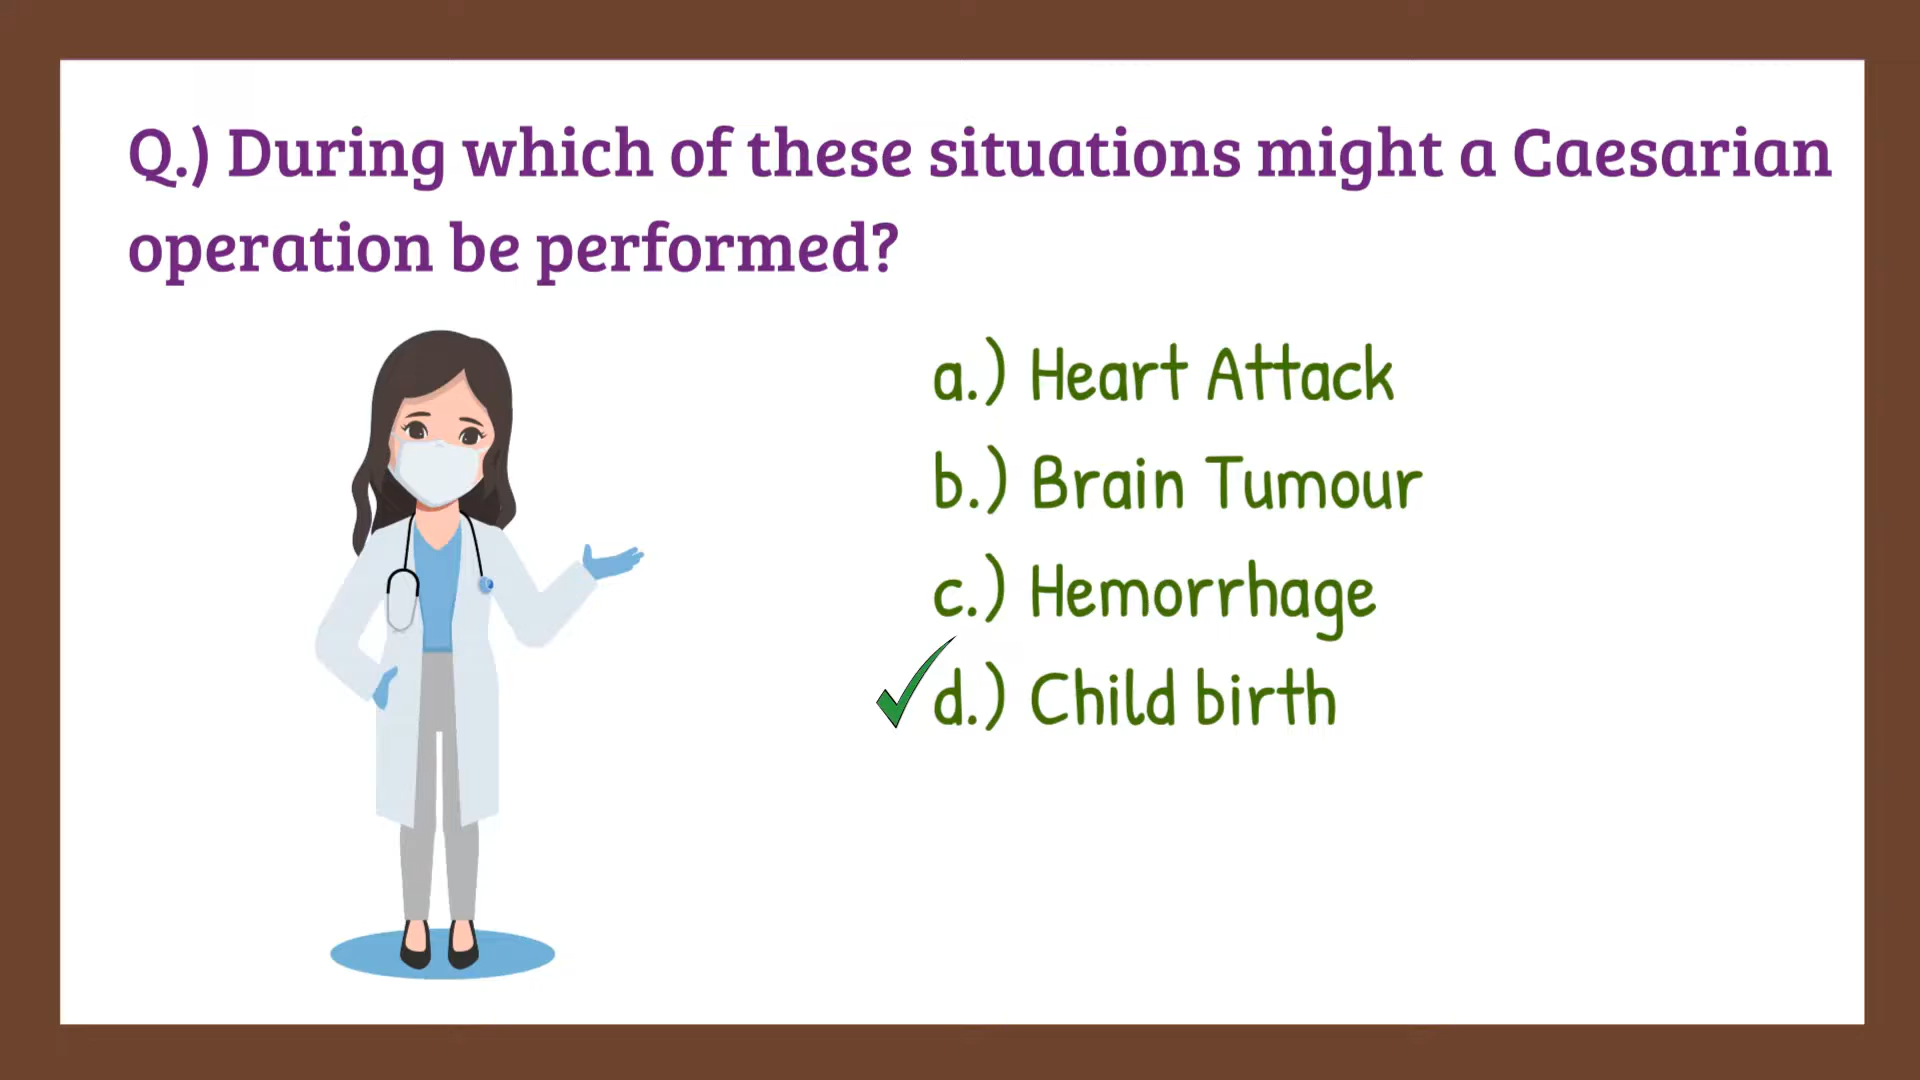 Q.) During which of these situations might a Caesarian
operation be performed?
a.) Heart Attack
b.) Brain Tumour
c.) Hemorrhage
d.) Child birth